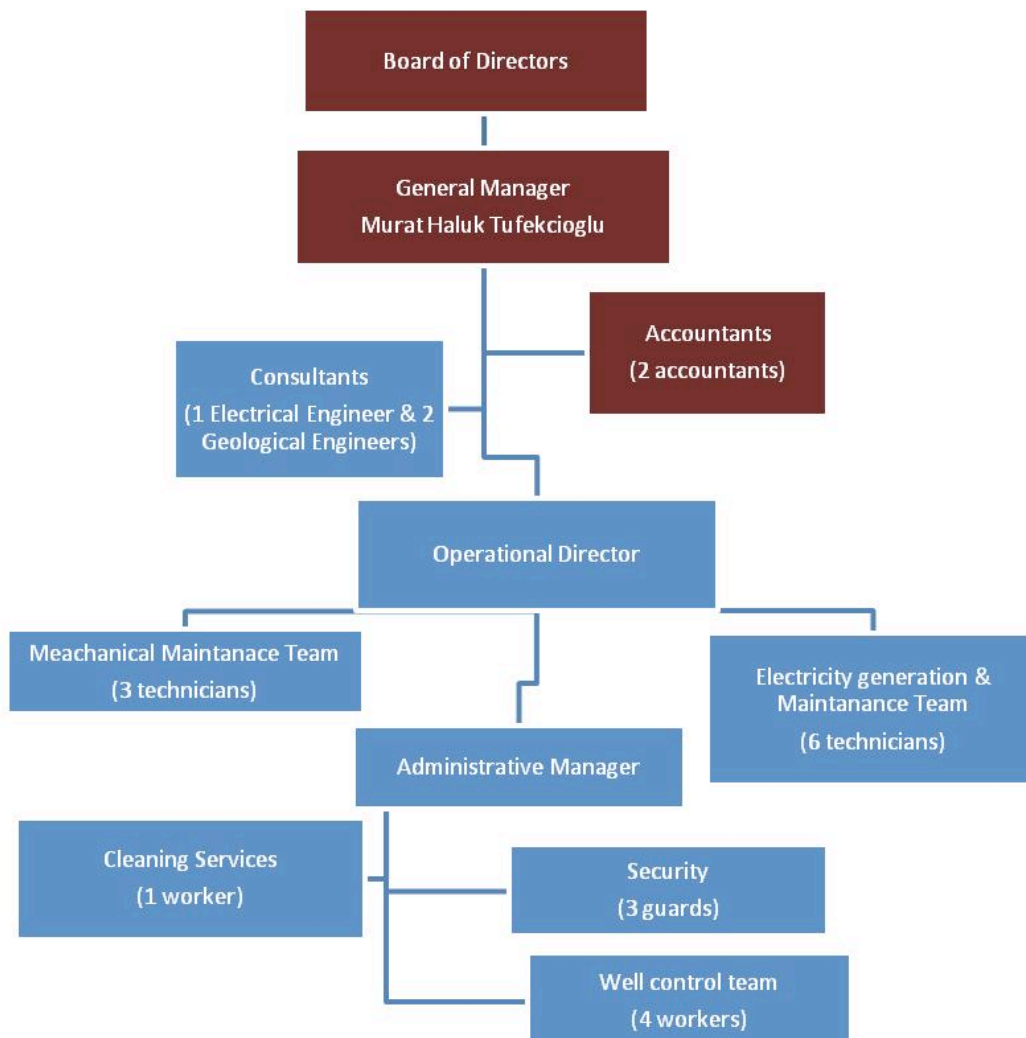 Board of Directors
General Manager
Murat Haluk Tufekcioglu
Accountants
(2 accountants)
Consultants
(1 Electrical Engineer & 2
Geological Engineers)
Operational Director
Meachanical Maintanace Team
(3 technicians)
Electricity generation &
Maintanance Team
(6 technicians)
Administrative Manager
Cleaning Services
(1 worker)
Security
(3 guards)
Well control team
(4 workers)